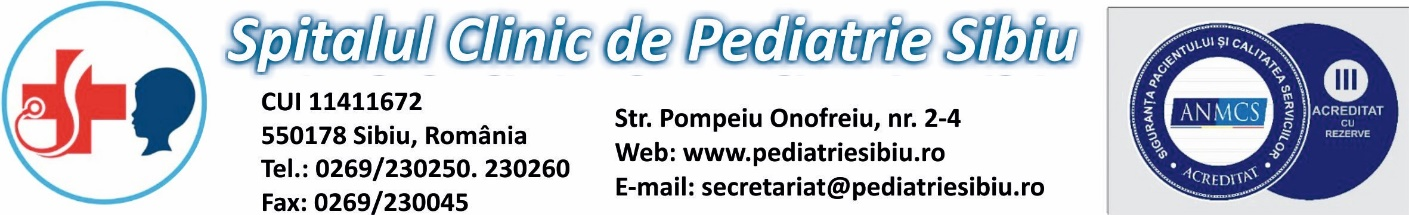 Spitalul Clinic de Pediatrie Sibiu
CUI 11411672
550178 Sibiu, România
Tel.: 0269/230250. 230260
Fax: 0269/230045
Str. Pompeiu Onofreiu, nr. 2-4
Web: www.pediatriesibiu.ro
E-mail: secretariat@pediatriesibiu.ro
SIGURANȚA PACIENTULUI ȘI CALITATEA SERVICIILOR
ANMCS
ACREDITAT
III
ACREDITAT
CU
REZERVE